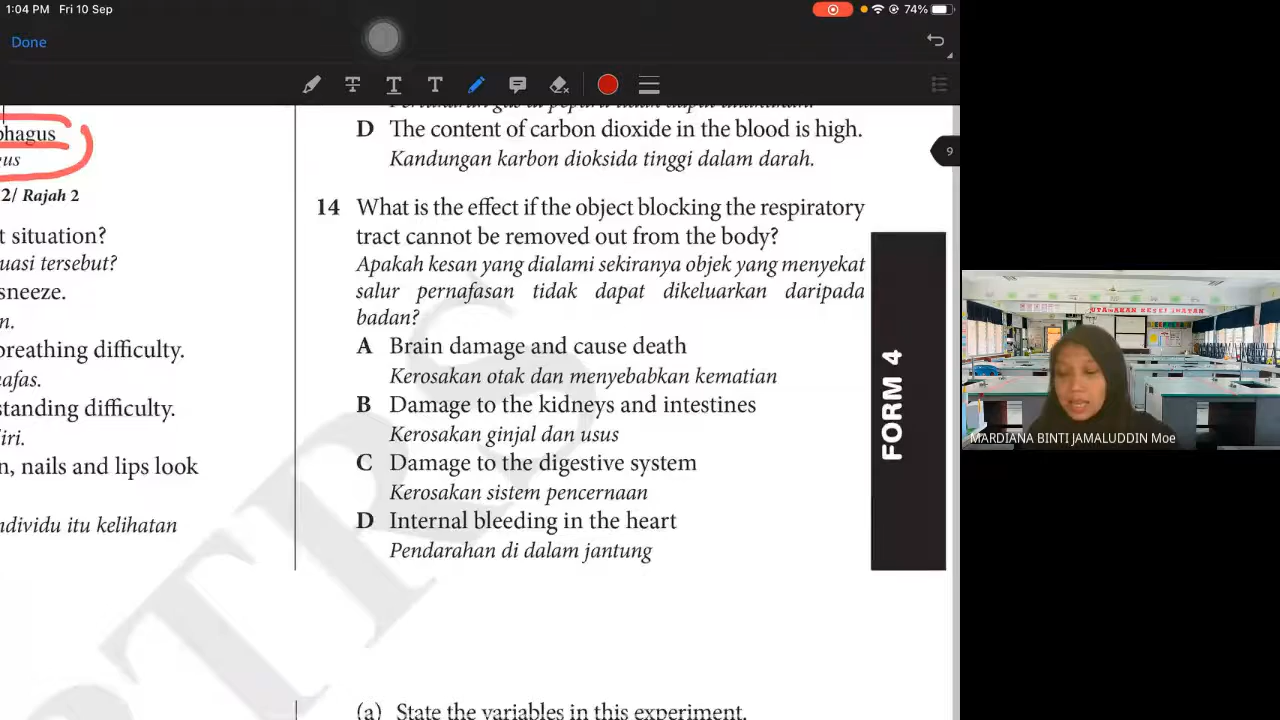 1:04 PM Fri 10 Sep
74%
Done
phagus
us
2/ Rajah 2
t situation?
uasi tersebut?
sneeze.
n.
breathing difficulty.
afas.
standing difficulty.
iri.
n, nails and lips look
ndividu itu kelihatan
D The content of carbon dioxide in the blood is high.
Kandungan karbon dioksida tinggi dalam darah.
9
14 What is the effect if the object blocking the respiratory
tract cannot be removed out from the body?
Apakah kesan yang dialami sekiranya objek yang menyekat
salur pernafasan tidak dapat dikeluarkan daripada
badan?
A Brain damage and cause death
Kerosakan otak dan menyebabkan kematian
B Damage to the kidneys and intestines
Kerosakan ginjal dan usus
C Damage to the digestive system
Kerosakan sistem pencernaan
D Internal bleeding in the heart
Pendarahan di dalam jantung
FORM 4
(a) State the variables in this experiment.
MARDIANA BINTI JAMALUDDIN Moe